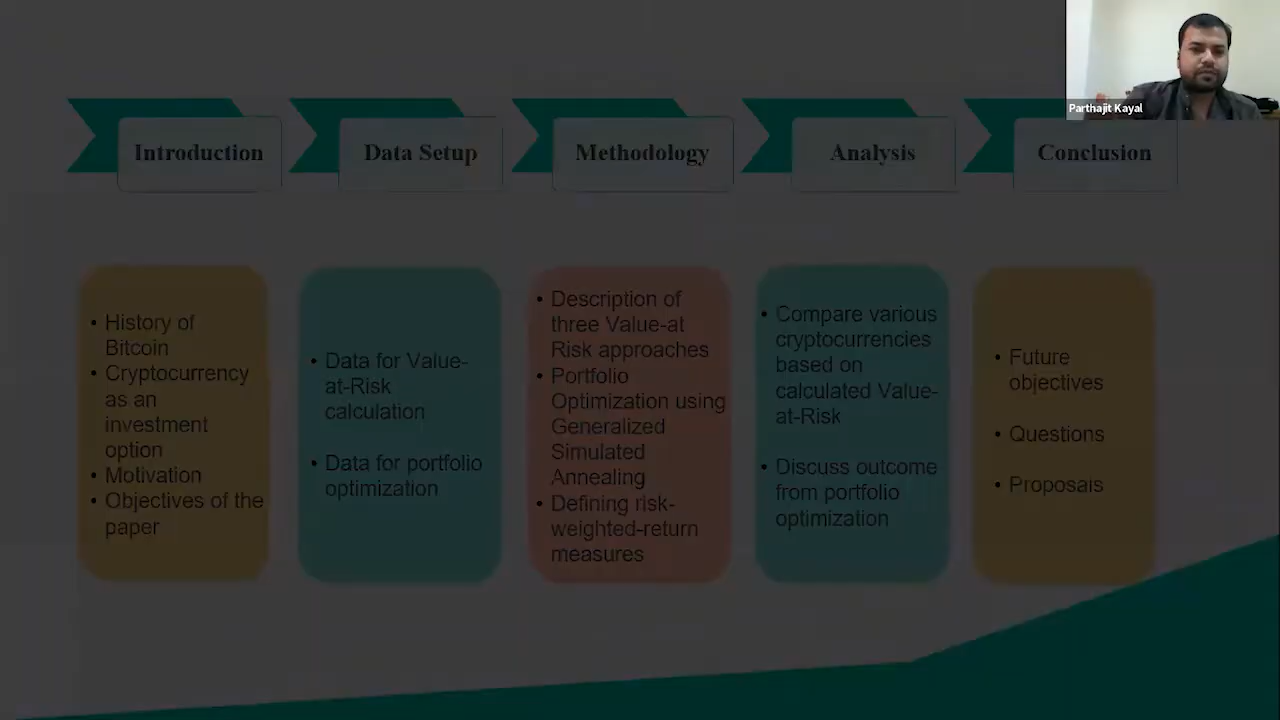 Parthajit Kayal
Introduction
Data Setup
Methodology
Analysis
Conclusion
• History of
Bitcoin
• Cryptocurrency
as an
investment
option
• Motivation
• Objectives of the
paper
• Data for Value-
at-Risk
calculation
• Data for portfolio
optimization
• Description of
three Value-at
Risk approaches
• Portfolio
Optimization using
Generalized
Simulated
Annealing
• Defining risk-
weighted-return
measures
• Compare various
cryptocurrencies
based on
calculated Value-
at-Risk
• Discuss outcome
from portfolio
optimization
• Future
objectives
• Questions
• Proposals